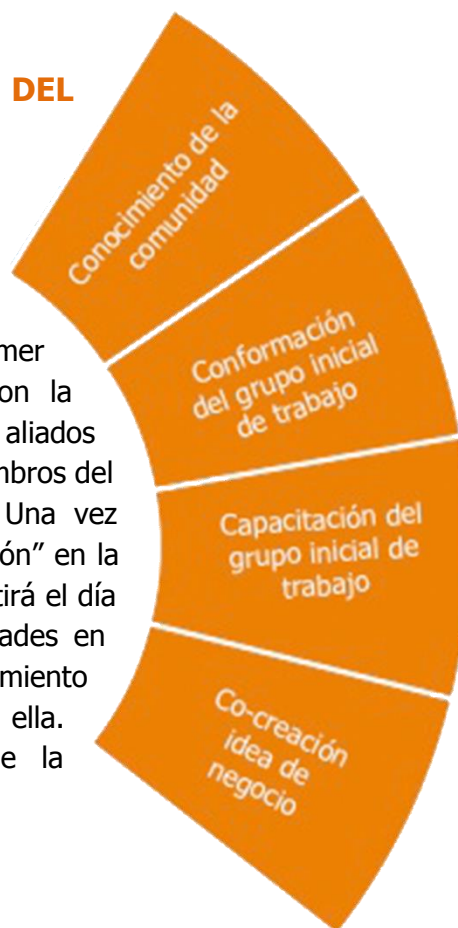 DEL
mer
on la
aliados
mbros del
Una vez
ón” en la
tirá el día
ades en
miento
ella.
e la
Conocimiento de la
comunidad
Conformación
del grupo inicial
de trabajo
Capacitación del
grupo inicial de
trabajo
Co-creación
idea de
negocio